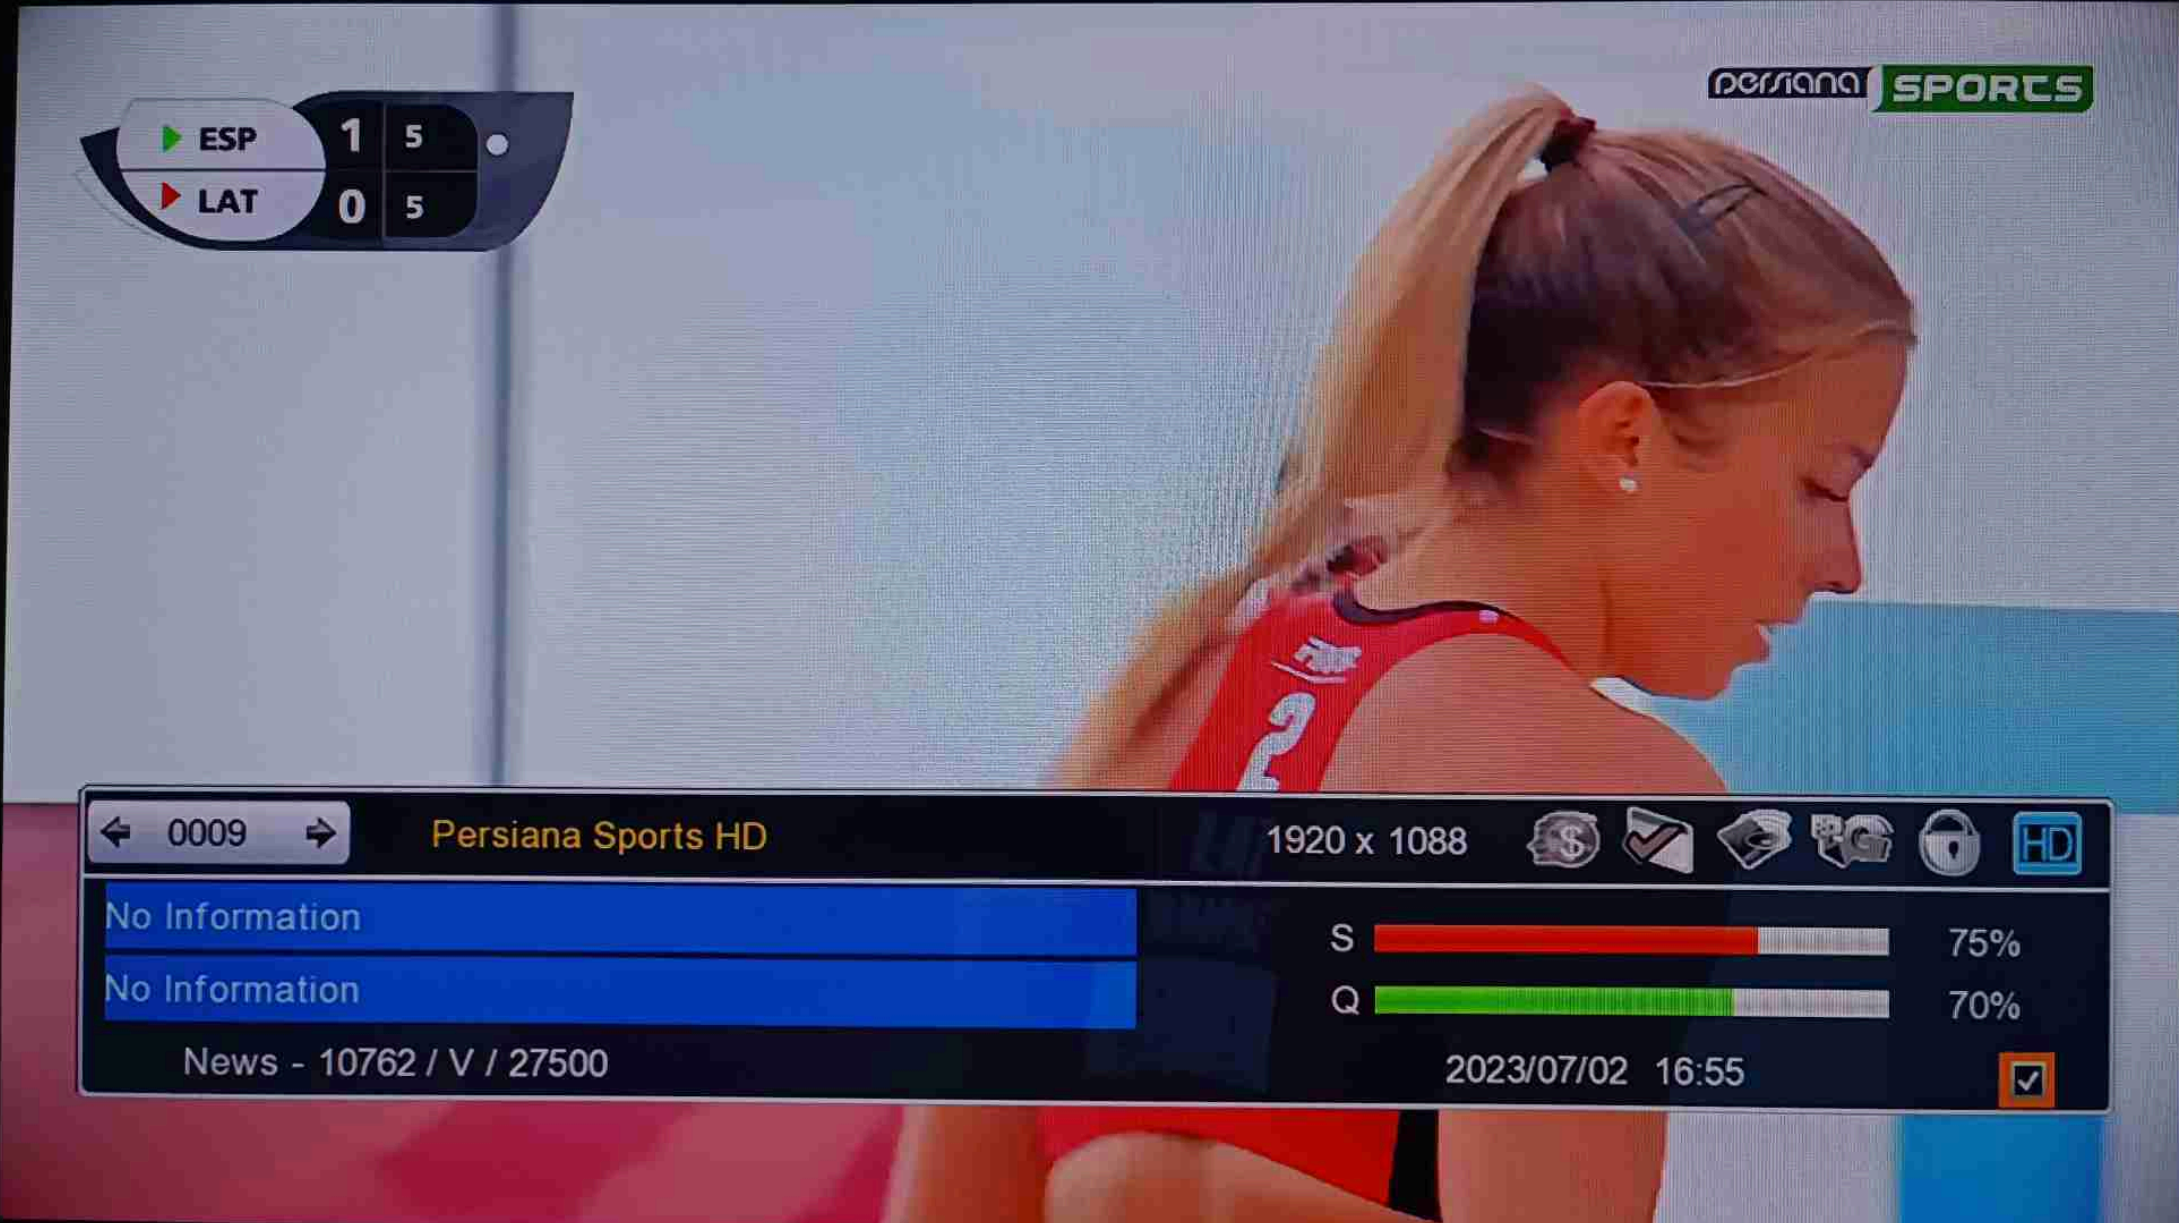 persiana SPORTS
ESP 1 5
LAT 0 5
2
0009 Persiana Sports HD 1920 x 1088 HD
No Information
No Information
S 75%
Q 70%
News - 10762 / V / 27500 2023/07/02 16:55